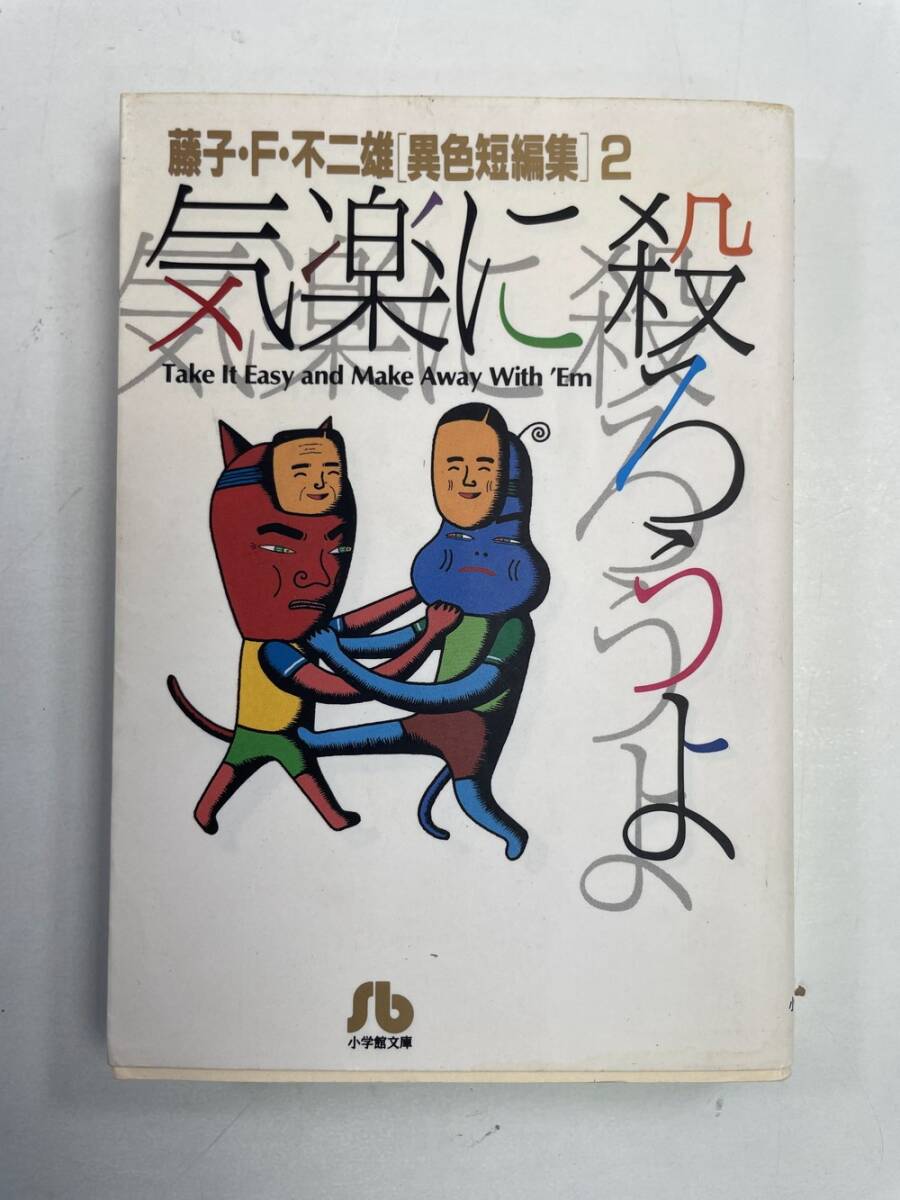 藤子・F・不二雄[異色短編集]2
気楽に殺ろうよ
Take It Easy and Make Away With 'Em
Sb
小学館文庫